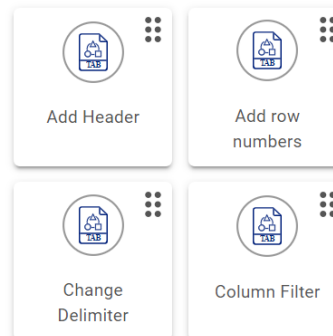 TAB
Add Header
TAB
Add row
numbers
TAB
Change
Delimiter
TAB
Column Filter